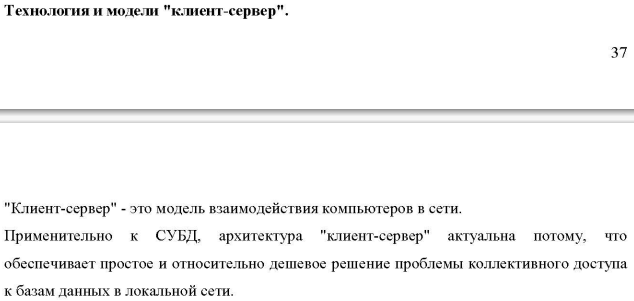 Технология и модели "клиент-сервер".
37
"Клиент-сервер" - это модель взаимодействия компьютеров в сети.
Применительно к СУБД, архитектура "клиент-сервер" актуальна потому, что
обеспечивает простое и относительно дешевое решение проблемы коллективного доступа
к базам данных в локальной сети.